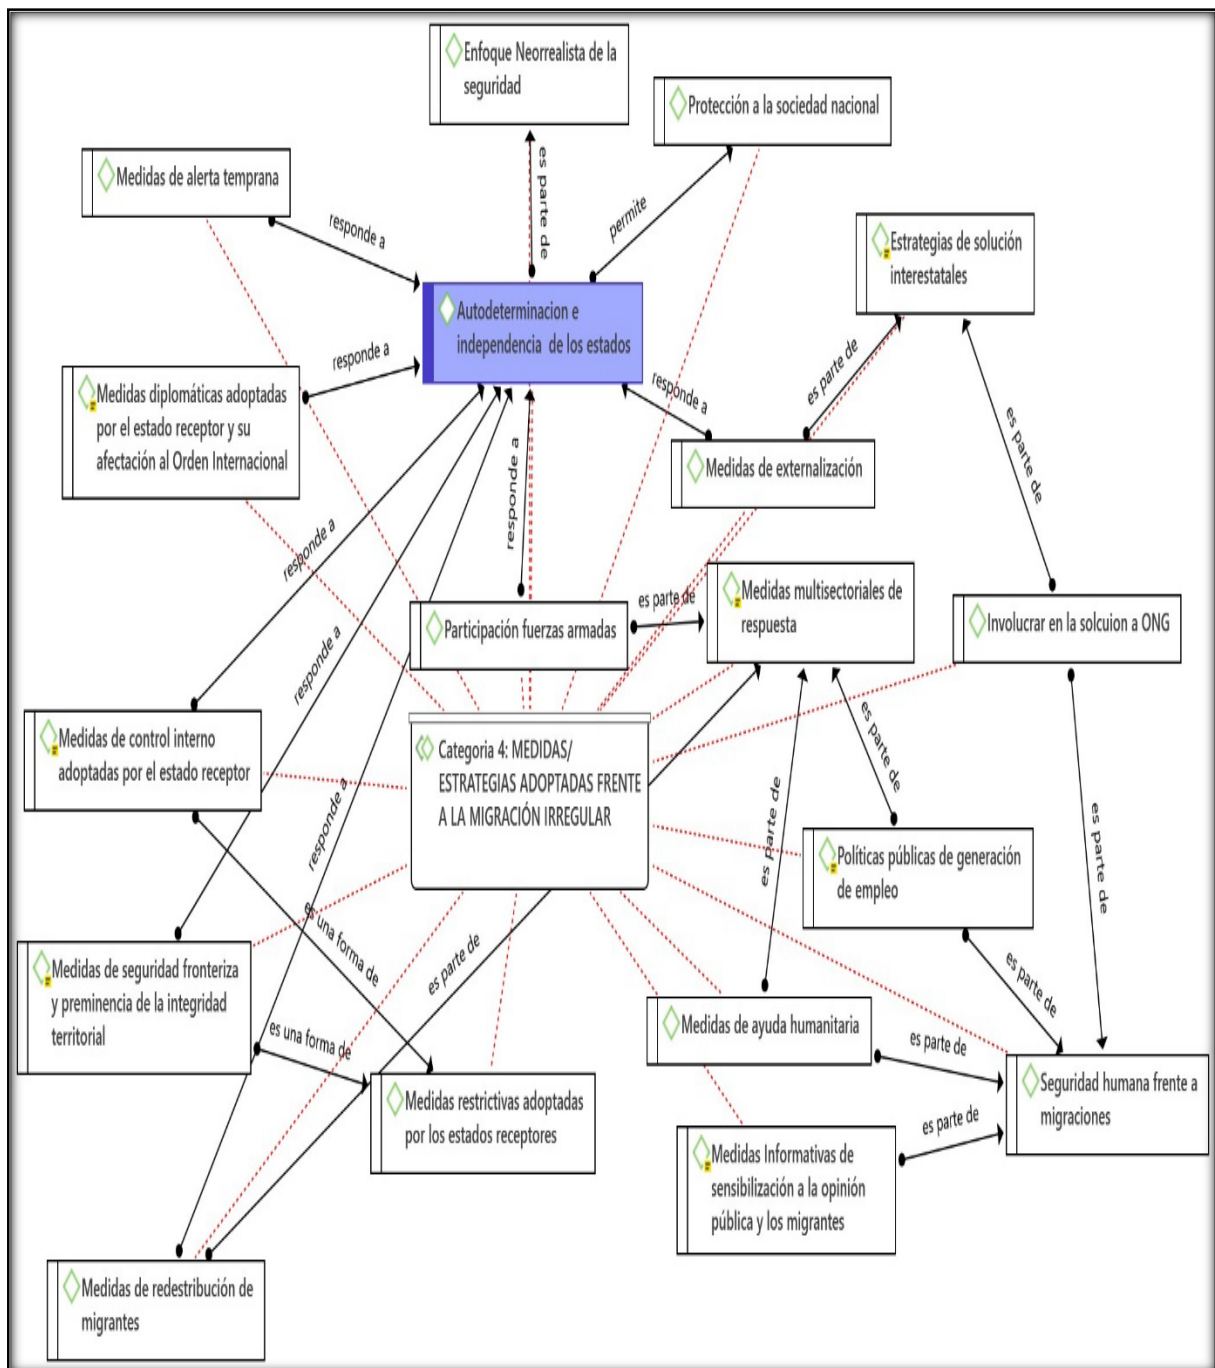 Enfoque Neorrealista de la
seguridad
Protección a la sociedad nacional
es parte de
Medidas de alerta temprana
permite
responde a
Estrategias de solución
interestatales
Autodeterminacion e
independencia de los estados
responde a
Medidas diplomáticas adoptadas
por el estado receptor y su
afectación al Orden Internacional
responde a
es parte de
es parte de
Medidas de externalización
responde a
responde a
Medidas multisectoriales de
respuesta
es parte de
Participación fuerzas armadas
Involucrar en la solcuion a ONG
responde a
Medidas de control interno
adoptadas por el estado receptor
Categoria 4: MEDIDAS/
ESTRATEGIAS ADOPTADAS FRENTE
A LA MIGRACIÓN IRREGULAR
es parte de
responde a
es parte de
es parte de
Políticas públicas de generación
de empleo
es una forma de
es parte de
Medidas de seguridad fronteriza
y preminencia de la integridad
territorial
es parte de
es una forma de
Medidas de ayuda humanitaria
es parte de
Medidas restrictivas adoptadas
por los estados receptores
Seguridad humana frente a
migraciones
es parte de
Medidas Informativas de
sensibilización a la opinión
pública y los migrantes
Medidas de redestribución de
migrantes